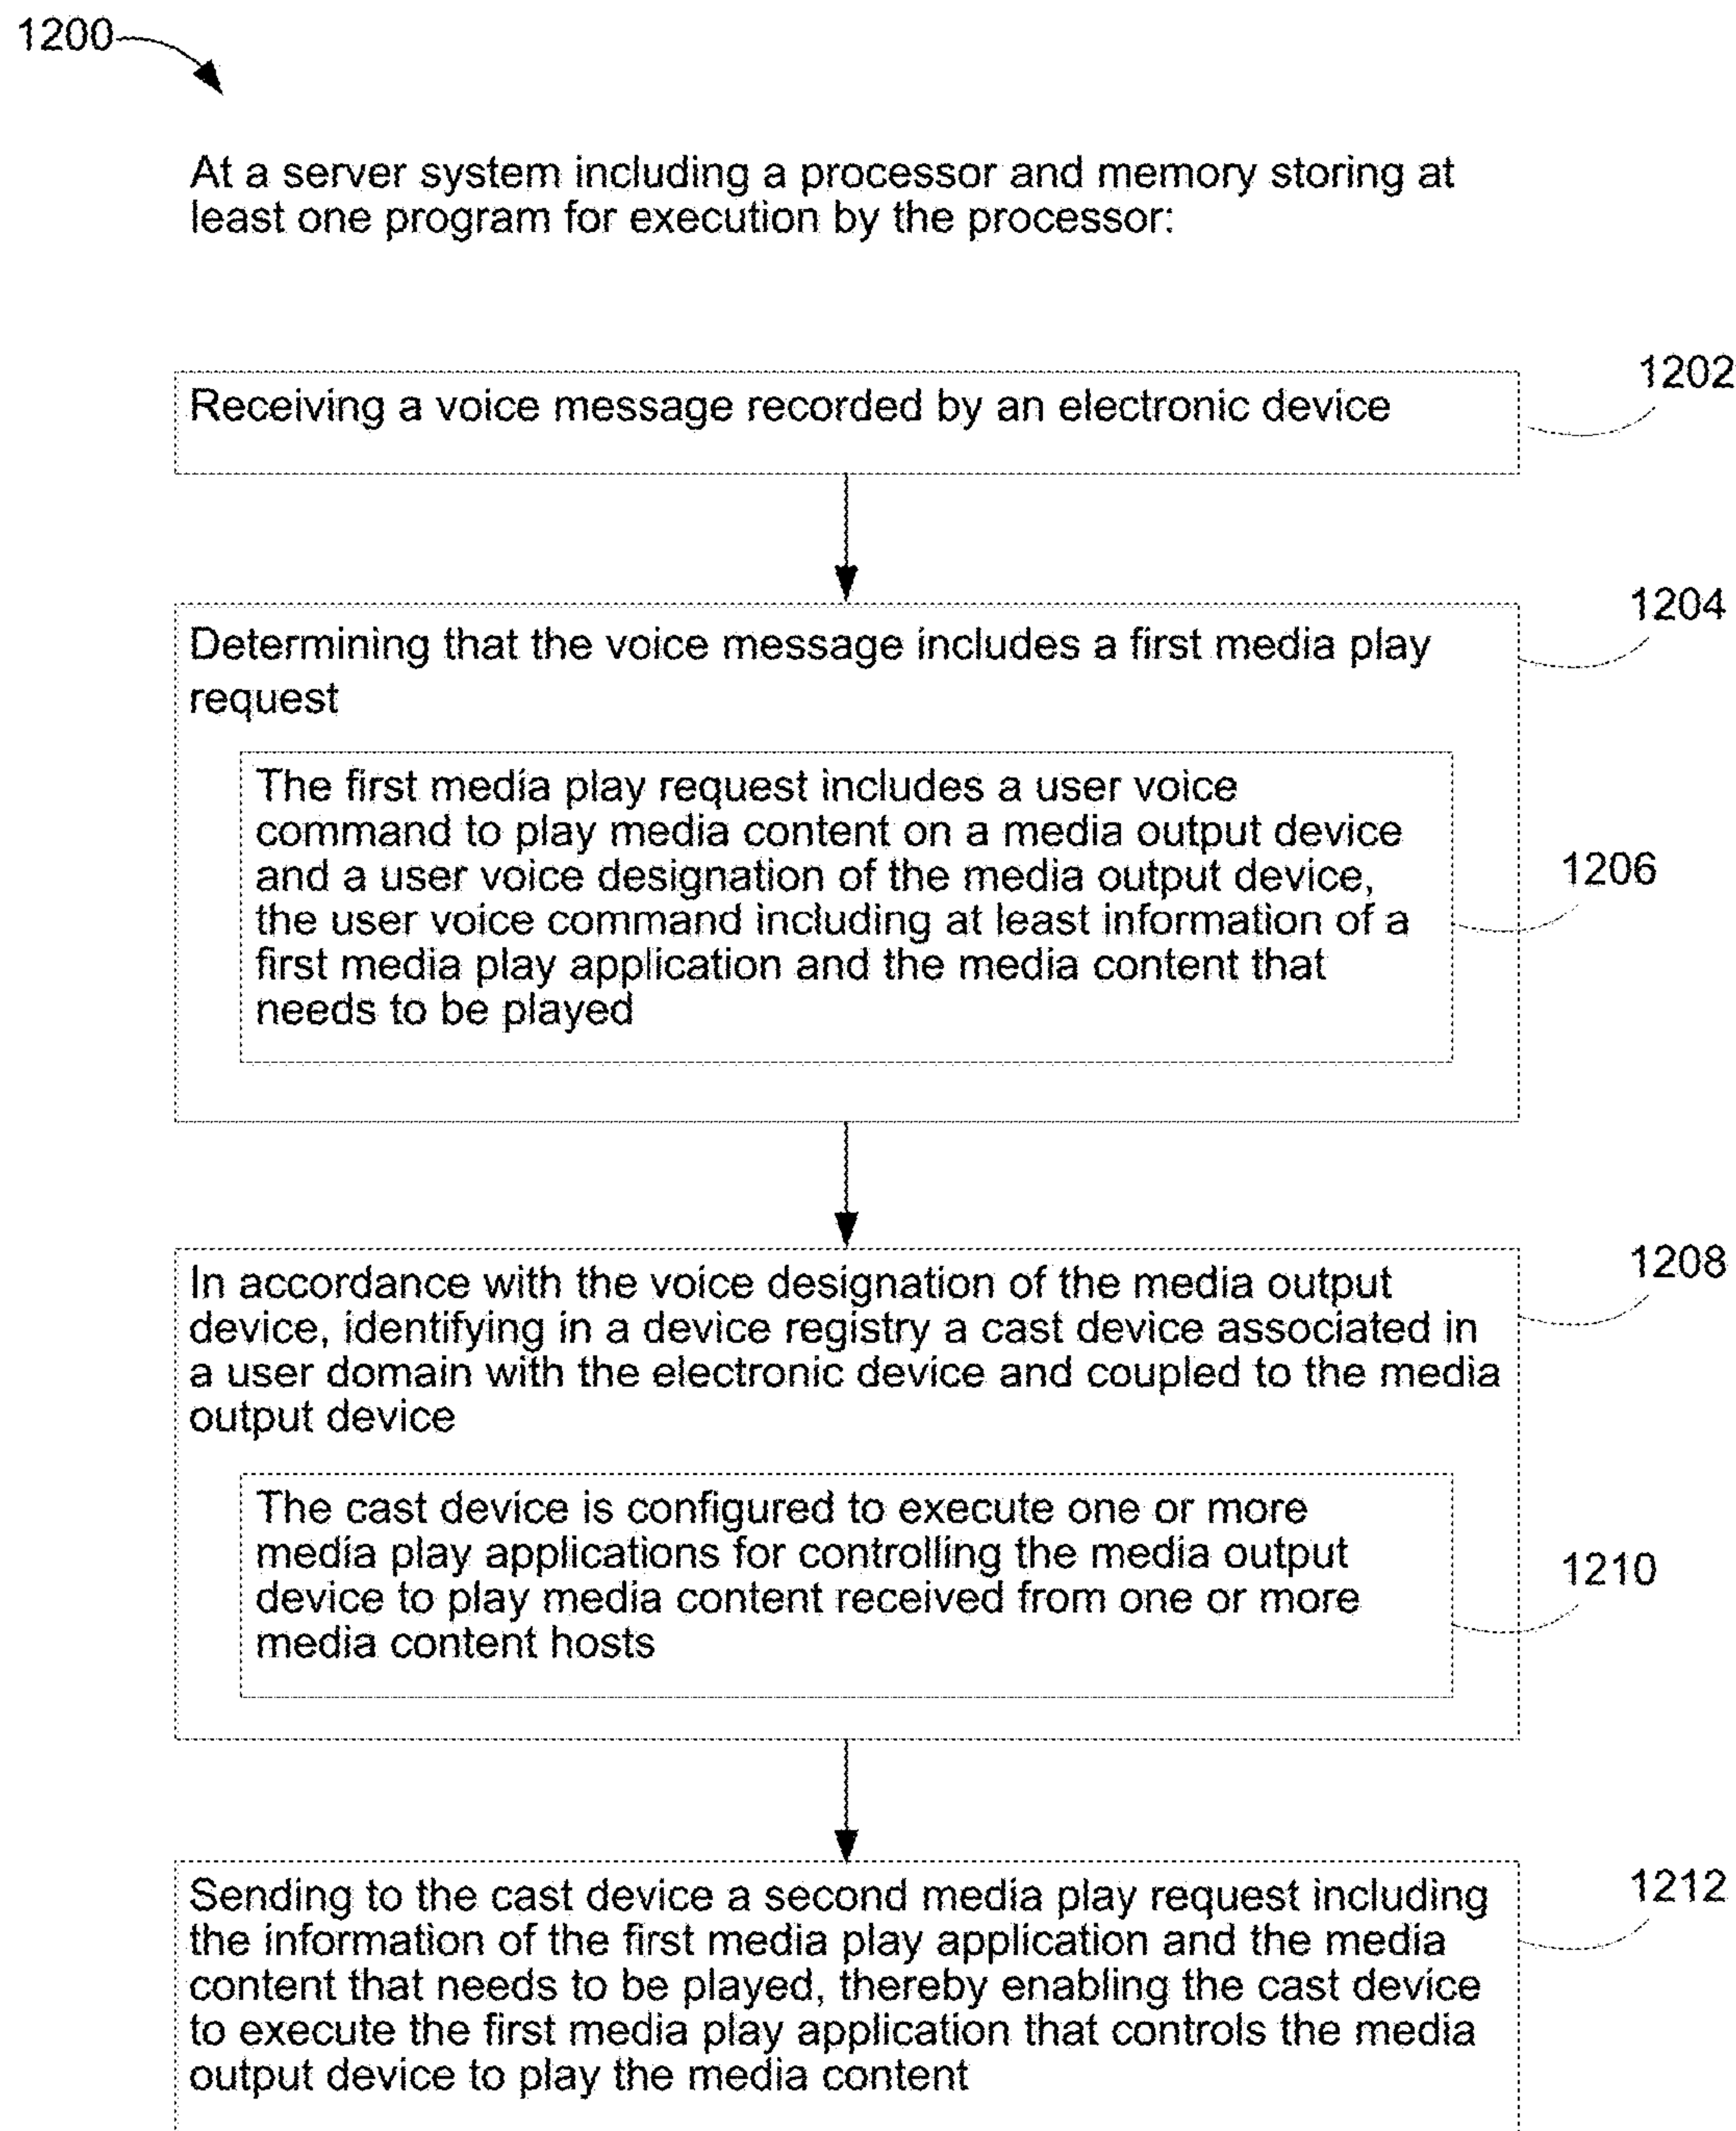 1200
At a server system including a processor and memory storing at
least one program for execution by the processor:
1202
Receiving a voice message recorded by an electronic device
1204
Determining that the voice message includes a first media play
request
The first media play request includes a user voice
command to play media content on a media output device
and a user voice designation of the media output device,
the user voice command including at least information of a
first media play application and the media content that
needs to be played
1206
1208
In accordance with the voice designation of the media output
device, identifying in a device registry a cast device associated in
a user domain with the electronic device and coupled to the media
output device
The cast device is configured to execute one or more
media play applications for controlling the media output
device to play media content received from one or more
media content hosts
1210
1212
Sending to the cast device a second media play request including
the information of the first media play application and the media
content that needs to be played, thereby enabling the cast device
to execute the first media play application that controls the media
output device to play the media content